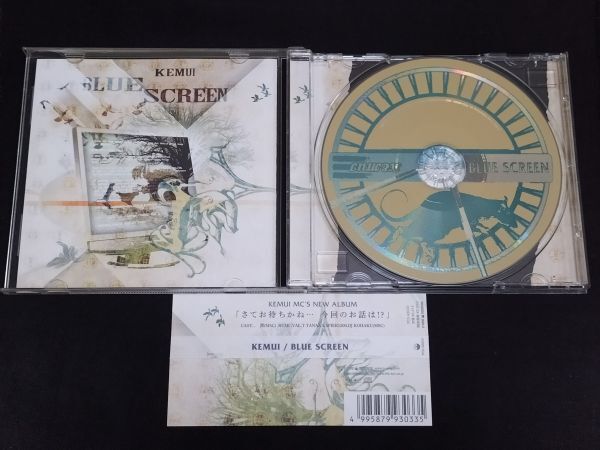 KEMUI
BLUE
SCREEN
KEMUI
BLUE SCREEN
KEMUI MC'S NEW ALBUM
「さてお待ちかね… 今回のお話は!?」
KEMUI / BLUE SCREEN
4 995879 930335